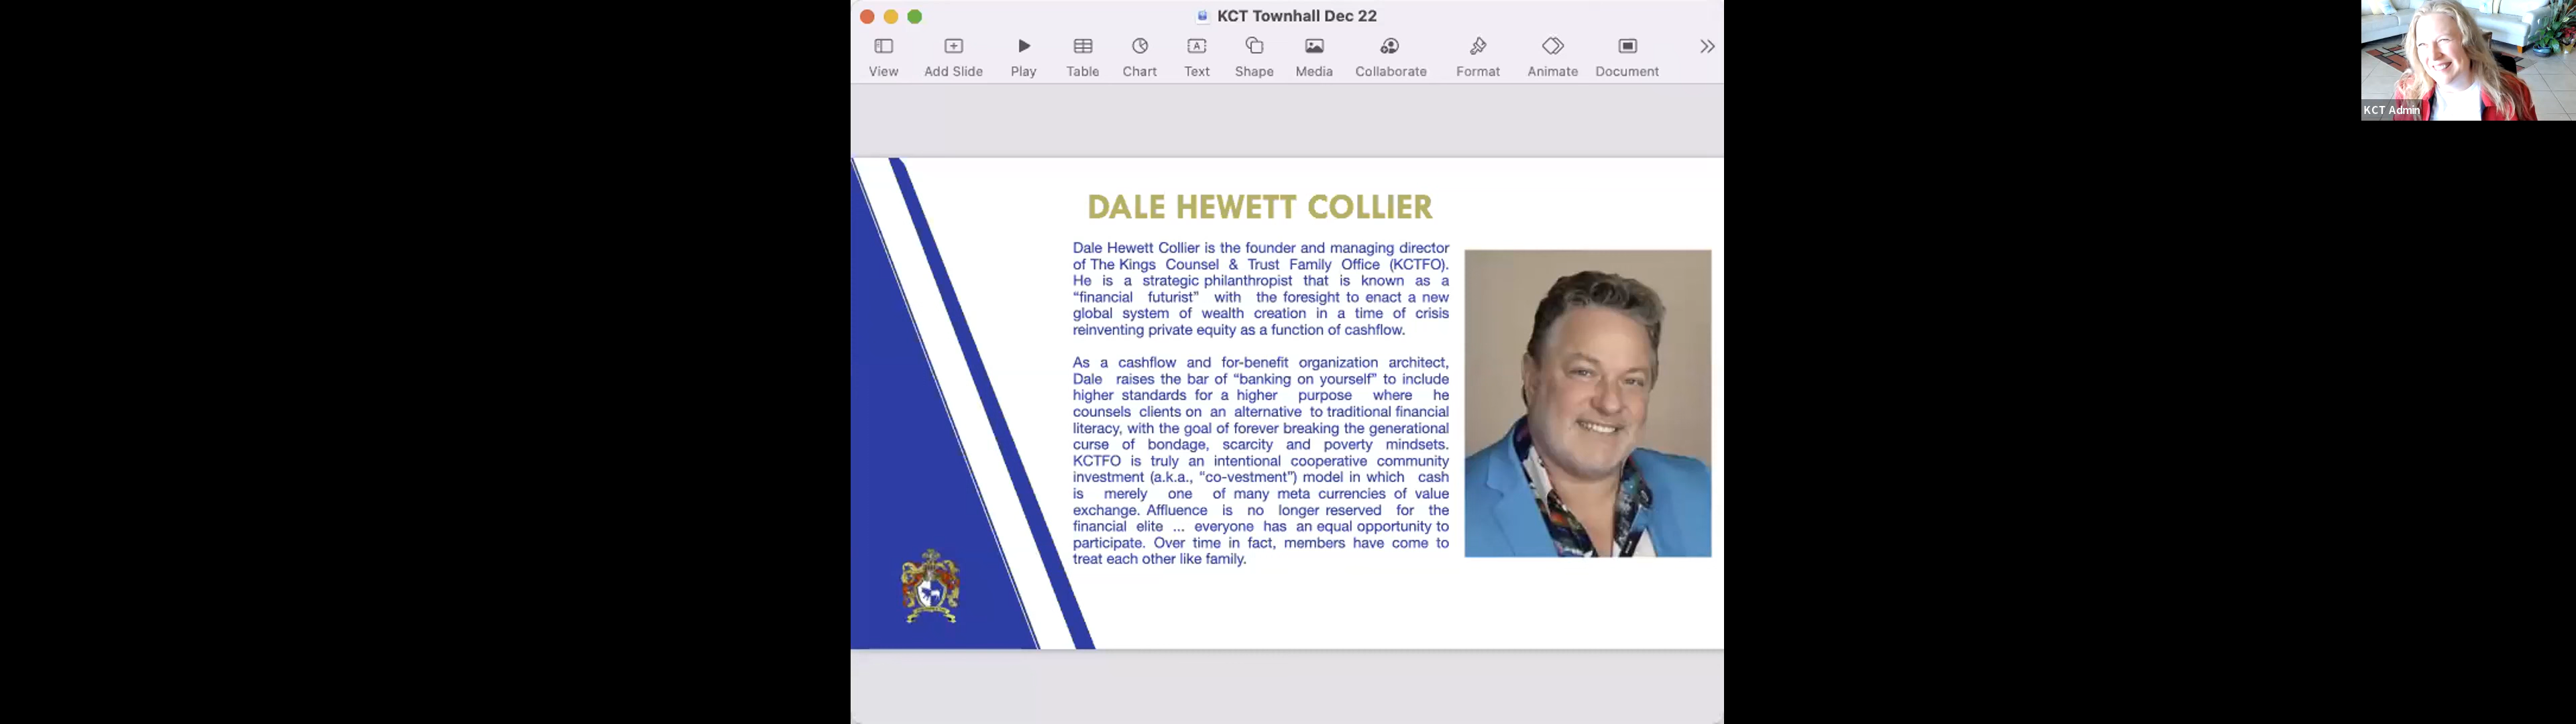 KCT Townhall Dec 22
View Add Slide Play Table Chart Text Shape Media Collaborate Format Animate Document
KCT Admin
DALE HEWETT COLLIER
Dale Hewett Collier is the founder and managing director
of The Kings Counsel & Trust Family Office (KCTFO).
He is a strategic philanthropist that is known as a
“financial futurist” with the foresight to enact a new
global system of wealth creation in a time of crisis
reinventing private equity as a function of cashflow.
As a cashflow and for-benefit organization architect,
Dale raises the bar of “banking on yourself” to include
higher standards for a higher purpose where he
counsels clients on an alternative to traditional financial
literacy, with the goal of forever breaking the generational
curse of bondage, scarcity and poverty mindsets.
KCTFO is truly an intentional cooperative community
investment (a.k.a., “co-vestment”) model in which cash
is merely one of many meta currencies of value
exchange. Affluence is no longer reserved for the
financial elite ... everyone has an equal opportunity to
participate. Over time in fact, members have come to
treat each other like family.